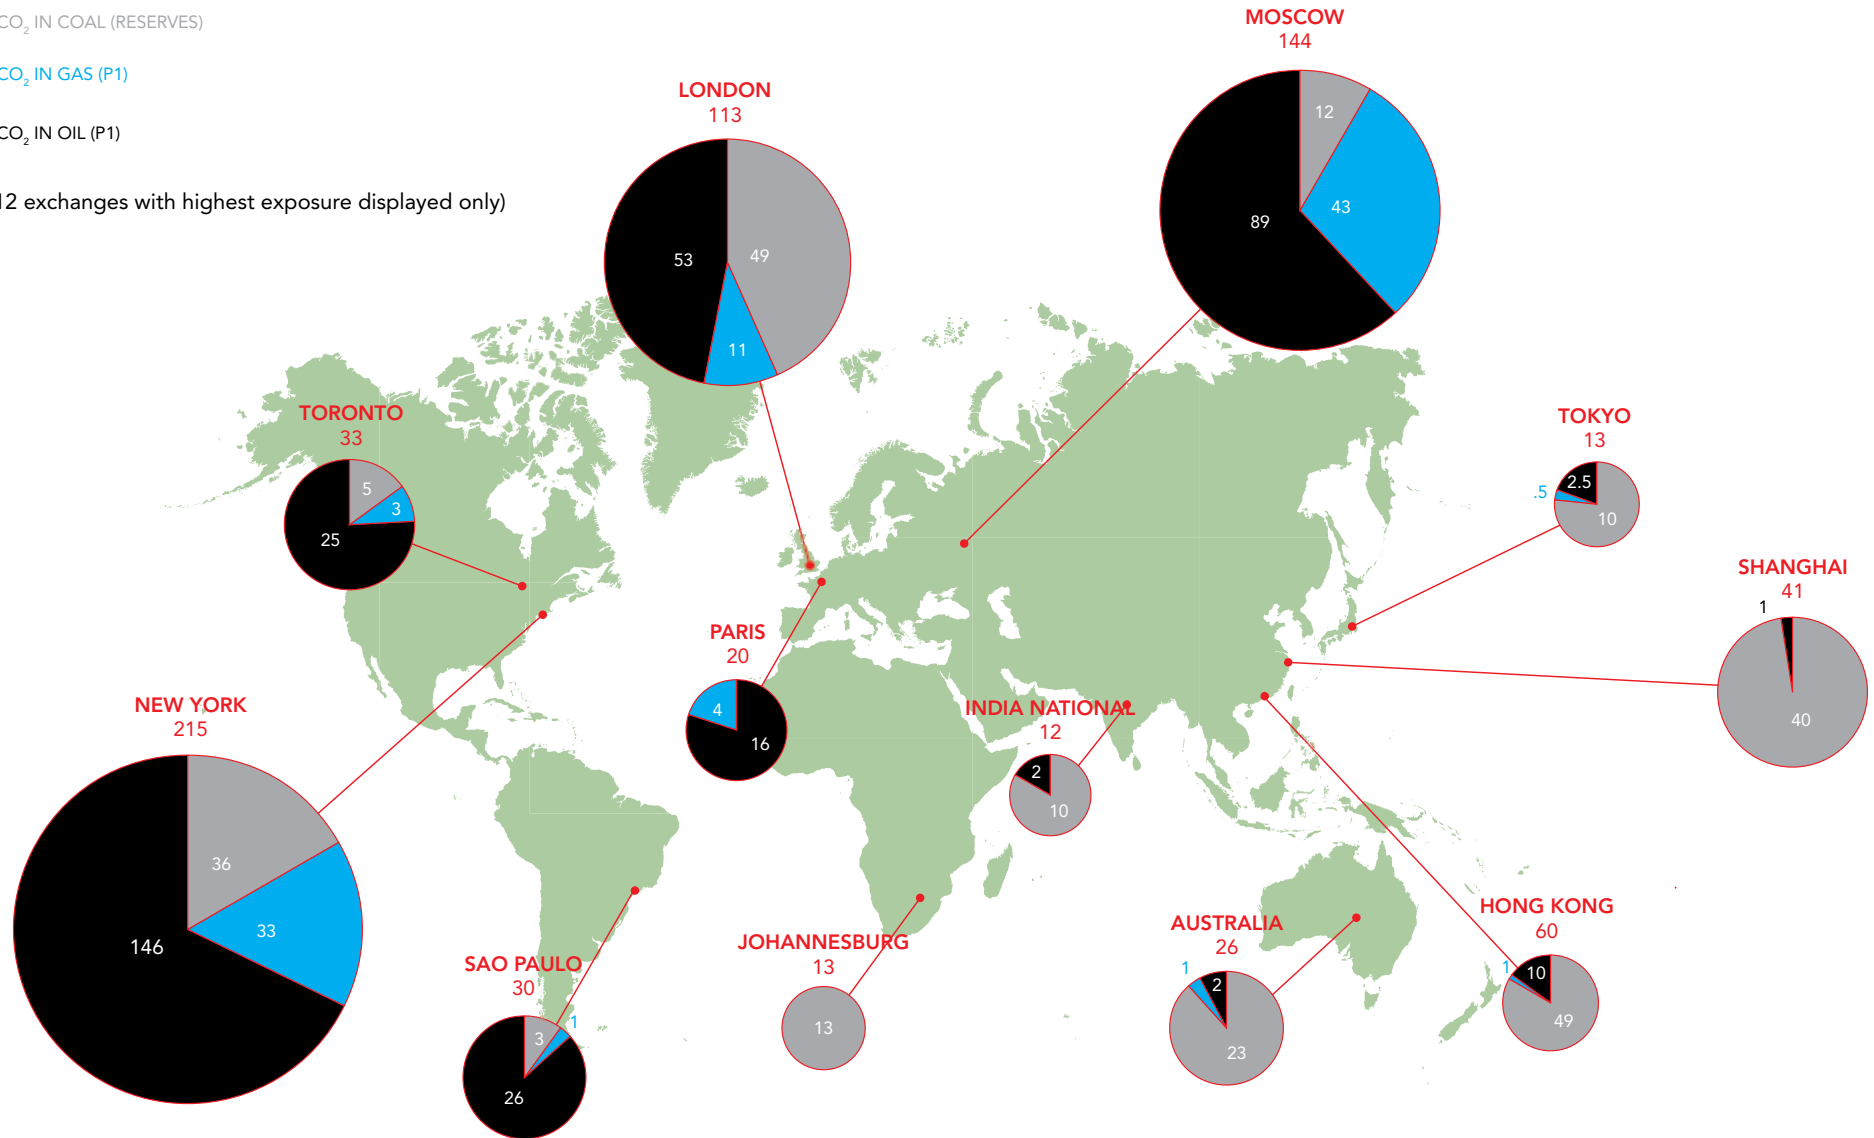 CO₂ IN COAL (RESERVES)
CO₂ IN GAS (P1)
CO₂ IN OIL (P1)
12 exchanges with highest exposure displayed only)
MOSCOW
144
12
43
89
LONDON
113
53
49
11
TORONTO
33
5
3
25
TOKYO
13
.5
2.5
10
SHANGHAI
41
1
40
PARIS
20
4
16
INDIA NATIONAL
12
2
10
NEW YORK
215
36
33
146
SAO PAULO
30
3
1
26
JOHANNESBURG
13
13
AUSTRALIA
26
1
2
23
HONG KONG
60
1
10
49